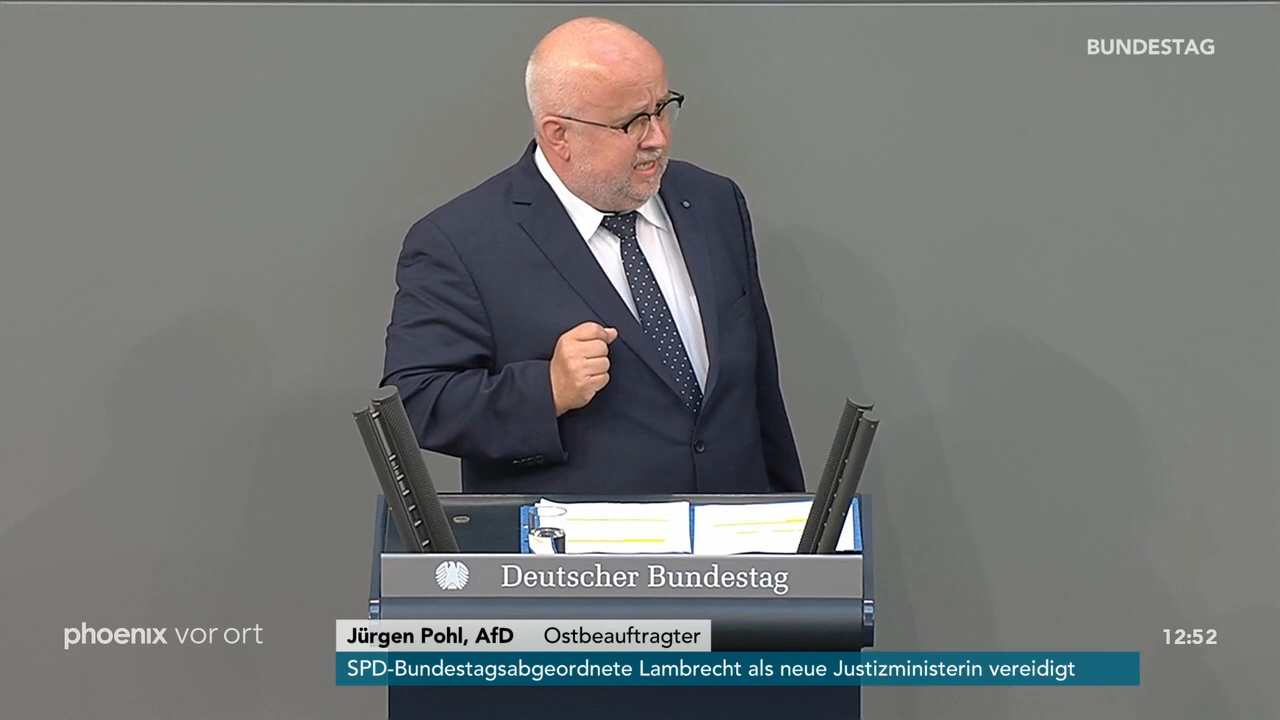 BUNDESTAG
Deutscher Bundestag
phoenix vor ort
Jürgen Pohl, AfD Ostbeauftragter
12:52
SPD-Bundestagsabgeordnete Lambrecht als neue Justizministerin vereidigt